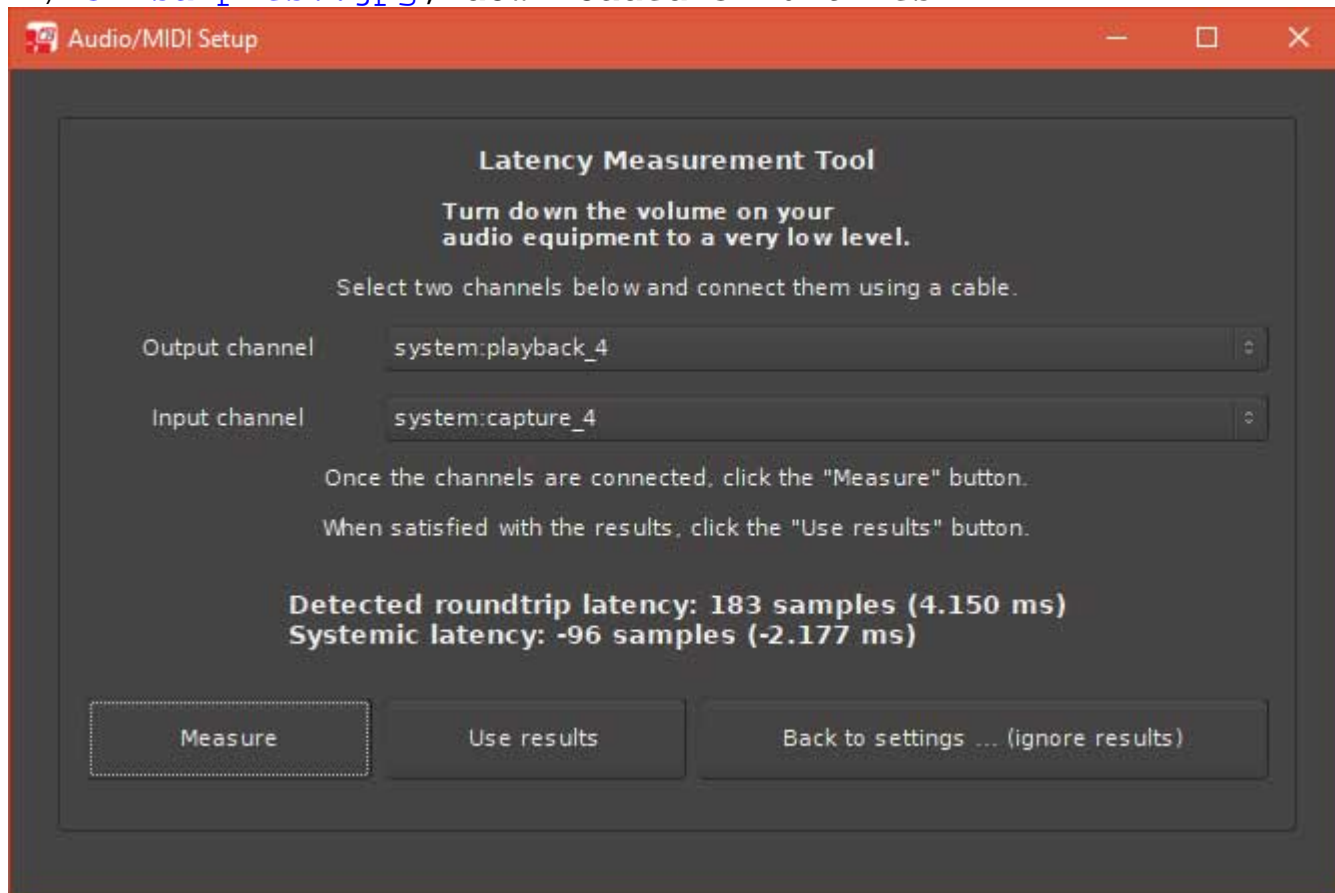 Audio/MIDI Setup
Latency Measurement Tool
Turn down the volume on your
audio equipment to a very low level.
Select two channels below and connect them using a cable.
Output channel system:playback_4
Input channel system:capture_4
Once the channels are connected, click the "Measure" button.
When satisfied with the results, click the "Use results" button.
Detected roundtrip latency: 183 samples (4.150 ms)
Systemic latency: -96 samples (-2.177 ms)
Measure Use results Back to settings ... (ignore results)